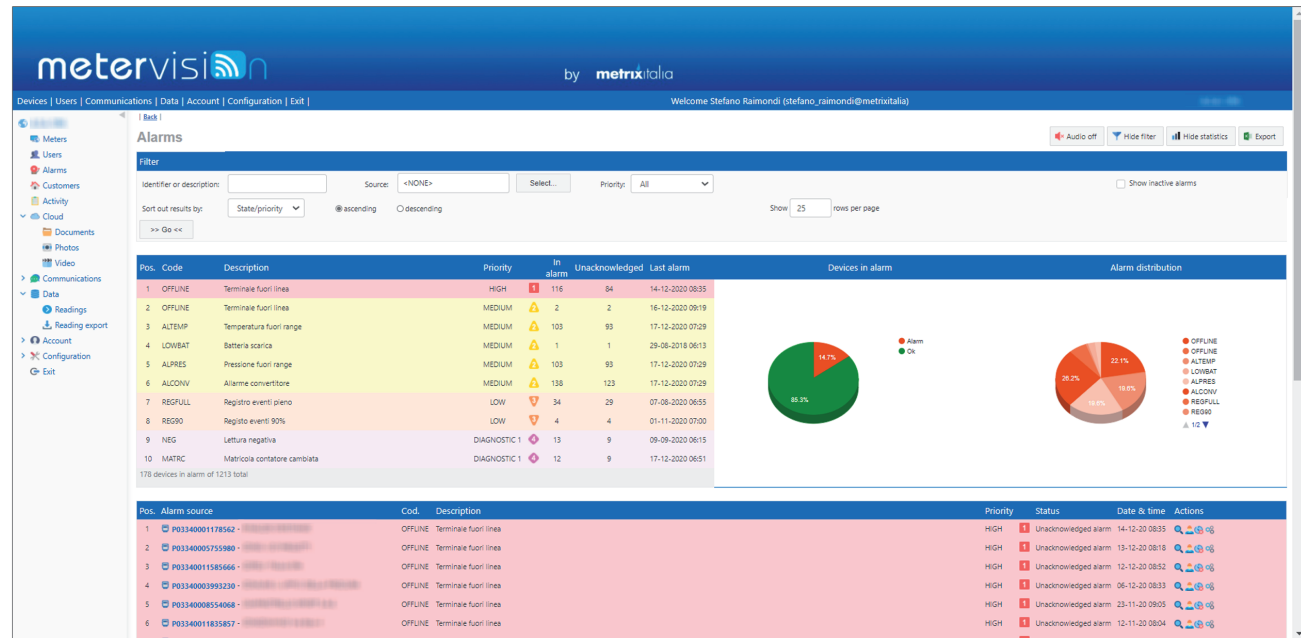 metervision
by metrixitalia
Devices | Users | Communications | Data | Account | Configuration | Exit |
Welcome Stefano Raimondi (stefano_raimondi@metrixitalia)
Meters
Users
Alarms
Customers
Activity
Cloud
Documents
Photos
Video
Communications
Data
Readings
Reading export
Account
Configuration
Exit
| Back |
Alarms
Audio off
Hide filter
Hide statistics
Export
Filter
Identifier or description:
Source: <NONE> Select...
Priority: All
Show inactive alarms
Sort out results by: State/priority ascending descending
Show 25 rows per page
>> Go <<
Pos. Code Description Priority In alarm Unacknowledged Last alarm
1 OFFLINE Terminale fuori linea HIGH 1 116 84 14-12-2020 08:35
2 OFFLINE Terminale fuori linea MEDIUM 2 2 2 16-12-2020 09:19
3 ALTEMP Temperatura fuori range MEDIUM 2 103 93 17-12-2020 07:29
4 LOWBAT Batteria scarica MEDIUM 2 1 1 29-08-2018 06:13
5 ALPRES Pressione fuori range MEDIUM 2 103 93 17-12-2020 07:29
6 ALCONV Allarme convertitore MEDIUM 2 138 123 17-12-2020 07:29
7 REGFULL Registro eventi pieno LOW 3 34 29 07-08-2020 06:55
8 REG90 Registo eventi 90% LOW 3 4 4 01-11-2020 07:00
9 NEG Lettura negativa DIAGNOSTIC 1 4 13 9 09-09-2020 06:15
10 MATRC Matricola contatore cambiata DIAGNOSTIC 1 4 12 9 17-12-2020 06:51
178 devices in alarm of 1213 total
Devices in alarm
14.7%
85.3%
Alarm
Ok
Alarm distribution
22.1%
18.6%
19.6%
26.2%
OFFLINE
OFFLINE
ALTEMP
LOWBAT
ALPRES
ALCONV
REGFULL
REG90
1/2
Pos. Alarm source Cod. Description Priority Status Date & time Actions
1 P03340001178562 - OFFLINE Terminale fuori linea HIGH 1 Unacknowledged alarm 14-12-20 08:35
2 P03340005755980 - OFFLINE Terminale fuori linea HIGH 1 Unacknowledged alarm 13-12-20 08:18
3 P03340011585666 - OFFLINE Terminale fuori linea HIGH 1 Unacknowledged alarm 12-12-20 08:52
4 P03340003993230 - OFFLINE Terminale fuori linea HIGH 1 Unacknowledged alarm 06-12-20 08:33
5 P03340008554068 - OFFLINE Terminale fuori linea HIGH 1 Unacknowledged alarm 23-11-20 09:05
6 P03340011835857 - OFFLINE Terminale fuori linea HIGH 1 Unacknowledged alarm 12-11-20 08:04